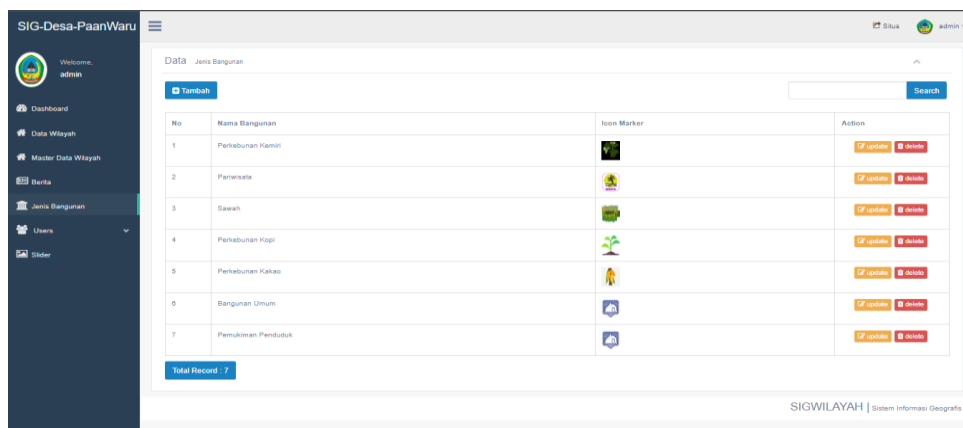 SIG-Desa-PaanWaru
Situs
admin
Welcome,
admin
Dashboard
Data Wilayah
Master Data Wilayah
Berita
Jenis Bangunan
Users
Slider
Data Jenis Bangunan
Tambah
Search
No Nama Bangunan Icon Marker Action
1 Perkebunan Kemiri update delete
2 Pariwisata update delete
3 Sawah update delete
4 Perkebunan Kopi update delete
5 Perkebunan Kakao update delete
6 Bangunan Umum update delete
7 Pemukiman Penduduk update delete
Total Record : 7
SIGWILAYAH | Sistem Informasi Geografis